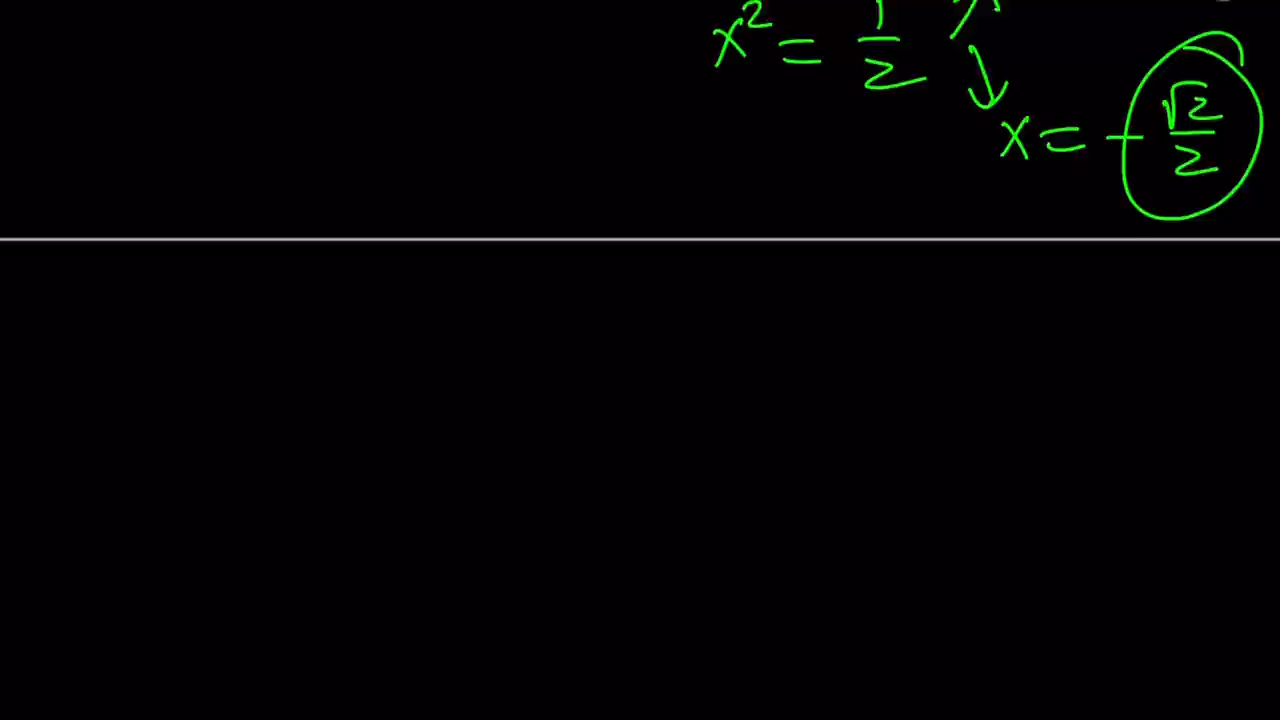 x² = 1/2
x = -√2/2